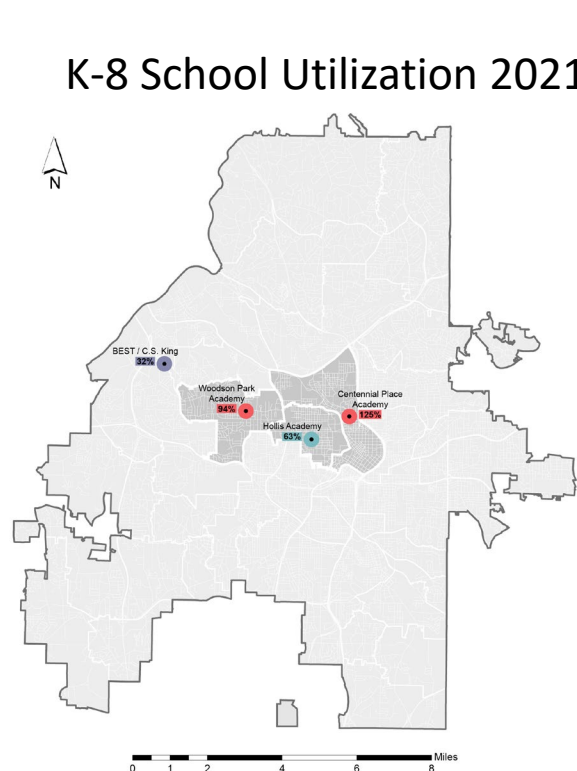 K-8 School Utilization 2021
N
BEST / C.S. King
32%
Woodson Park
Academy
94%
Centennial Place
Academy
125%
Hollis Academy
63%
Miles
0 1 2 4 6 8